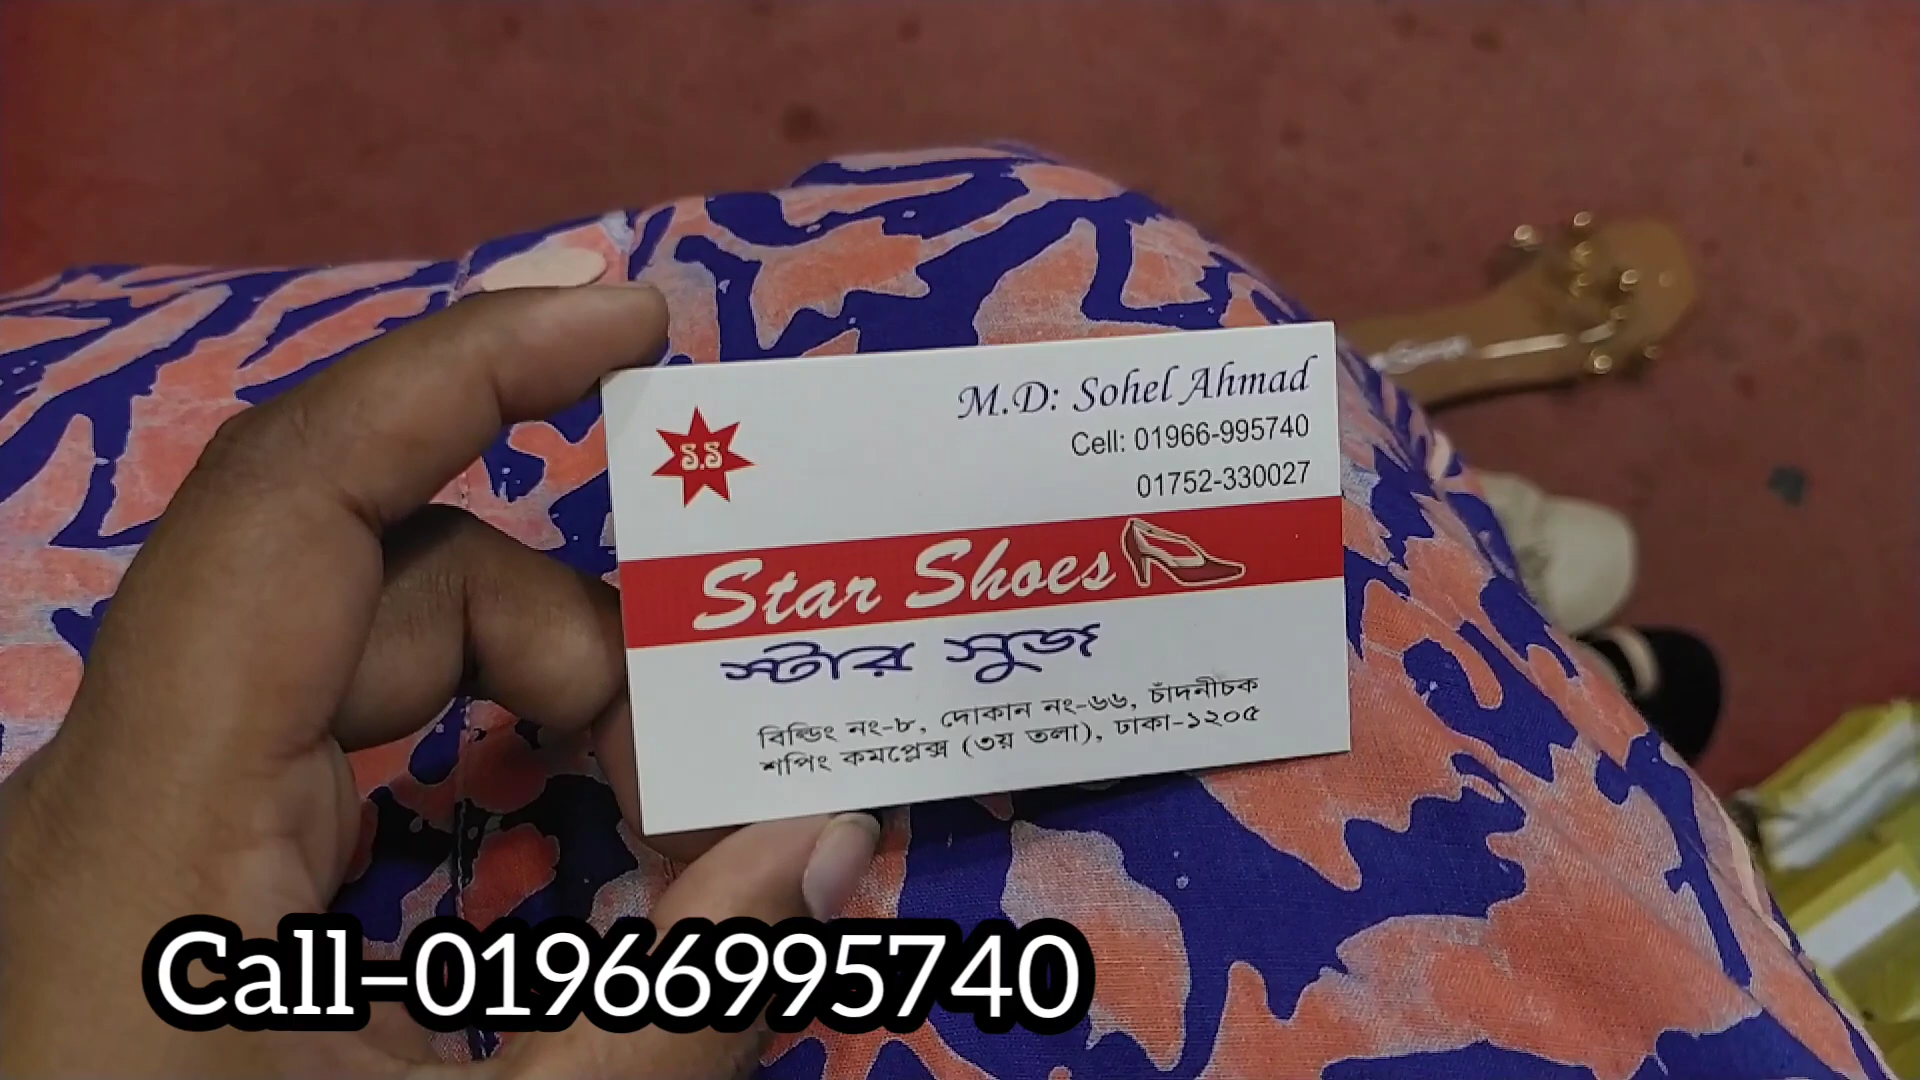 M.D: Sohel Ahmad
Cell: 01966-995740
01752-330027
S.S
Star Shoes
স্টার সুজ
বিল্ডিং নং-৮, দোকান নং-৬৬, চাঁদনীচক
শপিং কমপ্লেক্স (৩য় তলা), ঢাকা-১২০৫
Call-01966995740